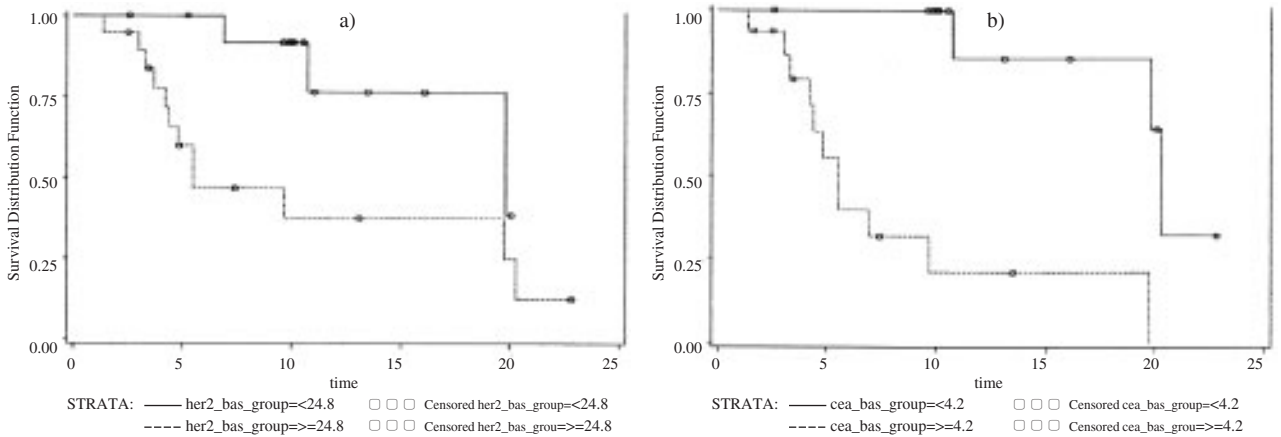 a)
Survival Distribution Function
1.00
0.75
0.50
0.25
0.00
0 5 10 15 20 25
time
STRATA: her2_bas_group=<24.8 Censored her2_bas_group=<24.8
her2_bas_group=>=24.8 Censored her2_bas_grou=>=24.8
b)
Survival Distribution Function
1.00
0.75
0.50
0.25
0.00
0 5 10 15 20 25
time
STRATA: cea_bas_group=<4.2 Censored cea_bas_group=<4.2
cea_bas_group=>=4.2 Censored cea_bas_grou=>=4.2